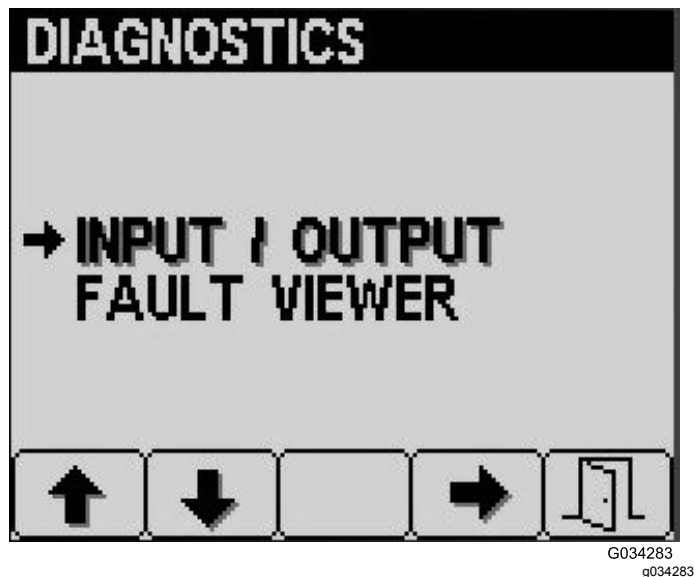 DIAGNOSTICS
INPUT / OUTPUT
FAULT VIEWER
G034283
g034283